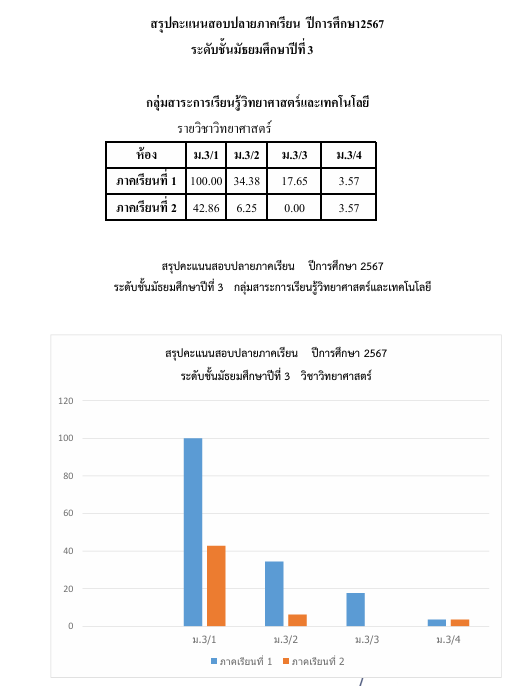 สรุปคะแนนสอบปลายภาคเรียน ปีการศึกษา2567
ระดับชั้นมัธยมศึกษาปีที่ 3
กลุ่มสาระการเรียนรู้วิทยาศาสตร์และเทคโนโลยี
รายวิชาวิทยาศาสตร์
ห้อง ม.3/1 ม.3/2 ม.3/3 ม.3/4
ภาคเรียนที่ 1 100.00 34.38 17.65 3.57
ภาคเรียนที่ 2 42.86 6.25 0.00 3.57
สรุปคะแนนสอบปลายภาคเรียน ปีการศึกษา 2567
ระดับชั้นมัธยมศึกษาปีที่ 3 กลุ่มสาระการเรียนรู้วิทยาศาสตร์และเทคโนโลยี
สรุปคะแนนสอบปลายภาคเรียน ปีการศึกษา 2567
ระดับชั้นมัธยมศึกษาปีที่ 3 วิชาวิทยาศาสตร์
120
100
80
60
40
20
0
ม.3/1 ม.3/2 ม.3/3 ม.3/4
ภาคเรียนที่ 1 ภาคเรียนที่ 2